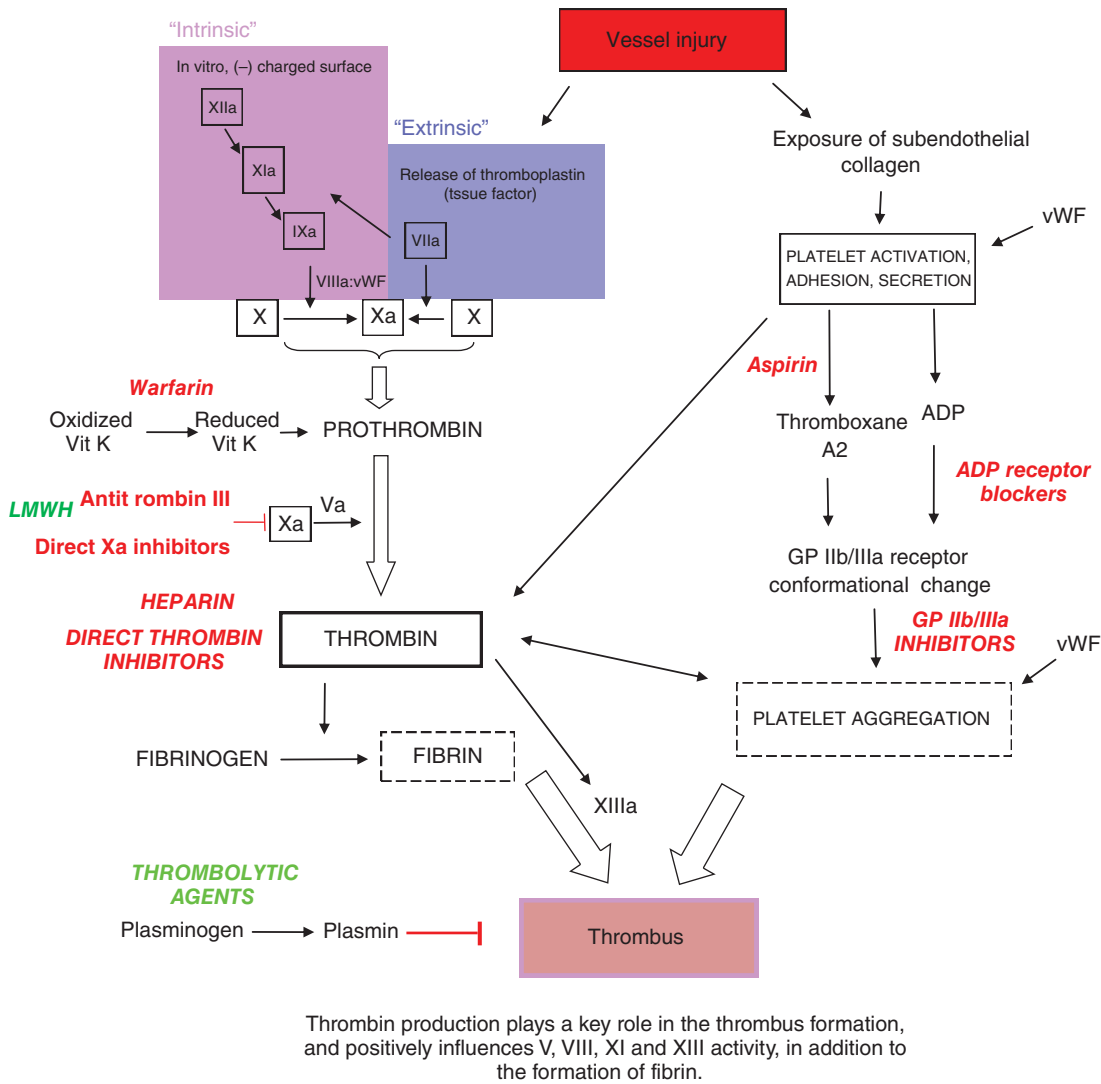 "Intrinsic"
Vessel injury
In vitro, (–) charged surface
XIIa
"Extrinsic"
Exposure of subendothelial
collagen
XIa
Release of thromboplastin
(tssue factor)
IXa
VIIa
vWF
PLATELET ACTIVATION,
ADHESION, SECRETION
VIIIa:vWF
X
Xa
X
Warfarin
Aspirin
Oxidized
Vit K
Reduced
Vit K
PROTHROMBIN
Thromboxane
A2
ADP
ADP receptor
blockers
LMWH
Antit rombin III
Xa
Va
Direct Xa inhibitors
GP IIb/IIIa receptor
conformational change
HEPARIN
DIRECT THROMBIN
INHIBITORS
THROMBIN
GP IIb/IIIa
INHIBITORS
vWF
PLATELET AGGREGATION
FIBRINOGEN
FIBRIN
XIIIa
THROMBOLYTIC
AGENTS
Plasminogen
Plasmin
Thrombus
Thrombin production plays a key role in the thrombus formation,
and positively influences V, VIII, XI and XIII activity, in addition to
the formation of fibrin.